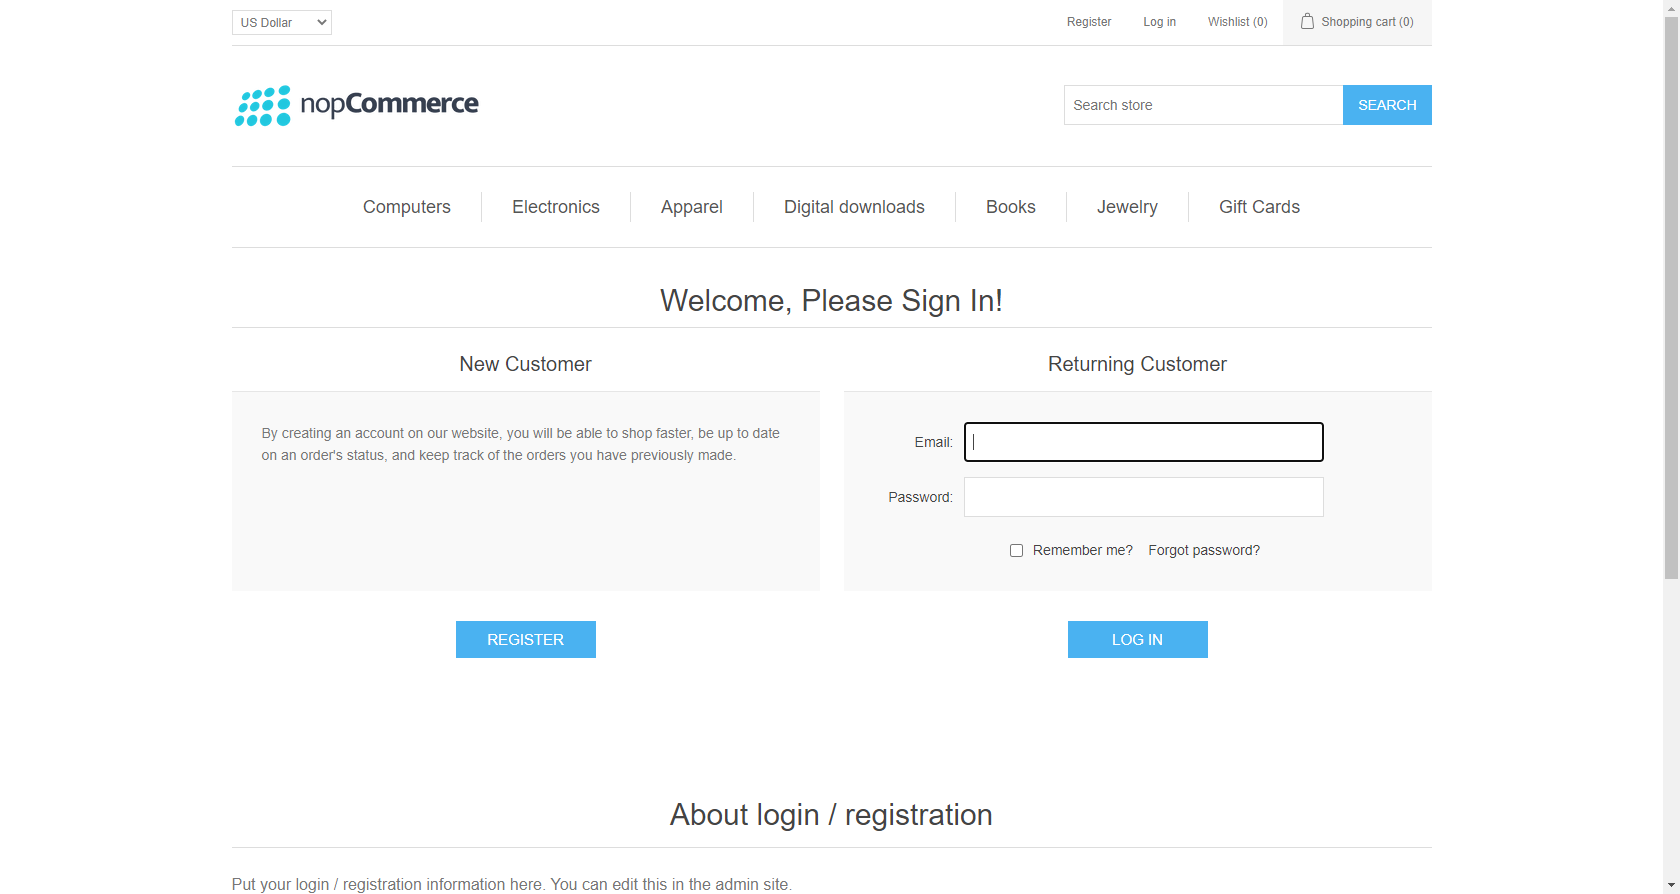 US Dollar
Register
Log in
Wishlist (0)
Shopping cart (0)
nopCommerce
Search store
SEARCH
Computers
Electronics
Apparel
Digital downloads
Books
Jewelry
Gift Cards
Welcome, Please Sign In!
New Customer
By creating an account on our website, you will be able to shop faster, be up to date
on an order's status, and keep track of the orders you have previously made.
REGISTER
Returning Customer
Email:
Password:
Remember me?
Forgot password?
LOG IN
About login / registration
Put your login / registration information here. You can edit this in the admin site.